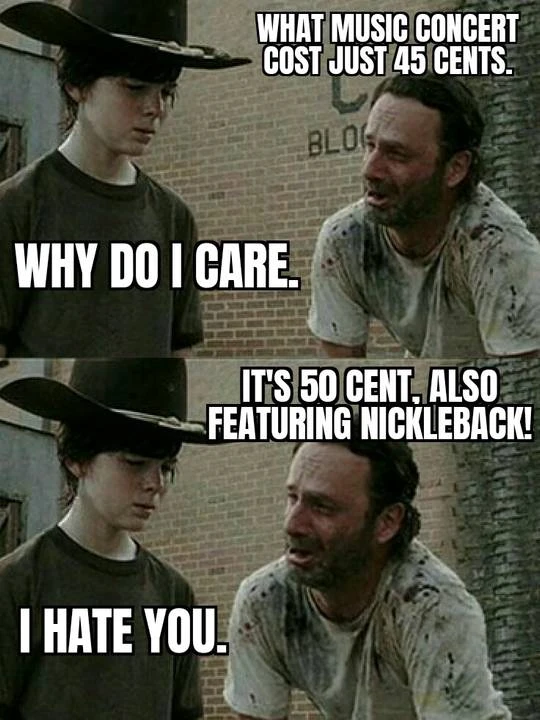 WHAT MUSIC CONCERT
COST JUST 45 CENTS.
BLO
WHY DO I CARE.
IT'S 50 CENT, ALSO
FEATURING NICKLEBACK!
I HATE YOU.